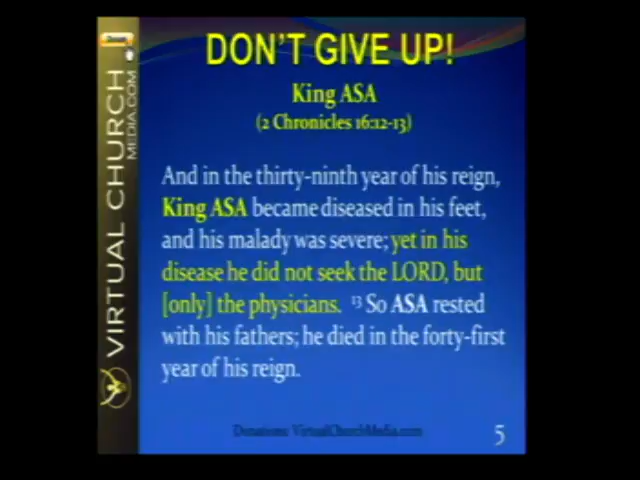 DON'T GIVE UP!
King ASA
(2 Chronicles 16:12-13)
And in the thirty-ninth year of his reign,
King ASA became diseased in his feet,
and his malady was severe; yet in his
disease he did not seek the LORD, but
[only] the physicians. 13 So ASA rested
with his fathers; he died in the forty-first
year of his reign.
Donations: VirtualChurchMedia.com
5
VIRTUAL CHURCH
MEDIA.COM